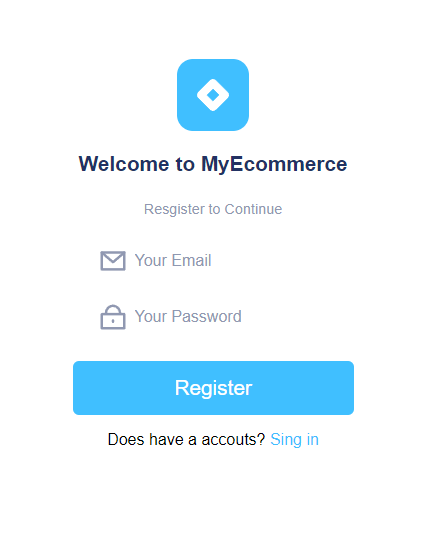 Welcome to MyEcommerce
Resgister to Continue
Your Email
Your Password
Register
Does have a accouts? Sing in